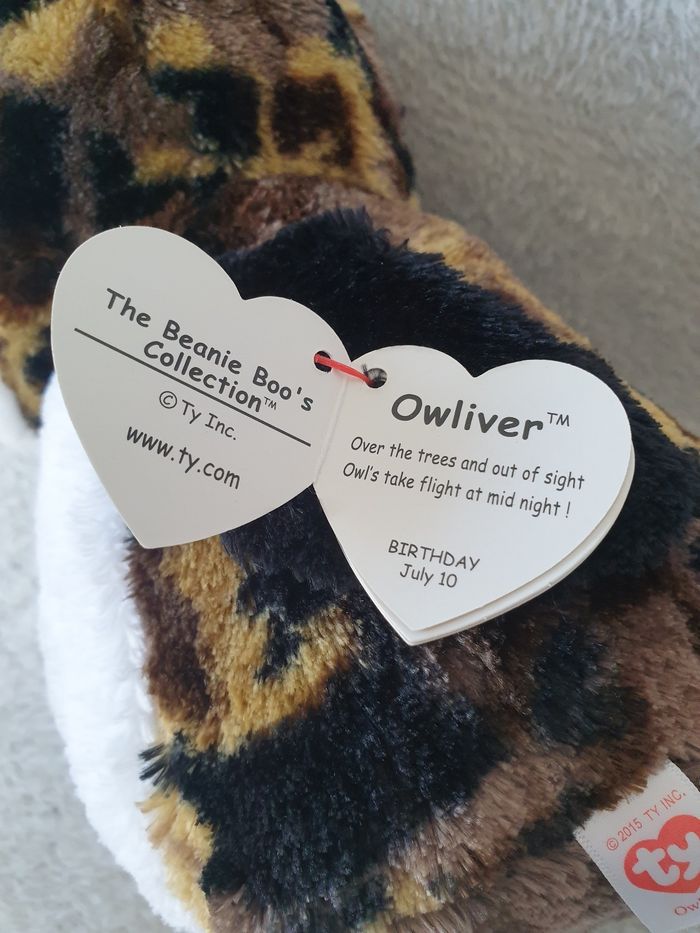 The Beanie Boo's
Collection™
© Ty Inc.
www.ty.com
Owliver™
Over the trees and out of sight
Owl's take flight at mid night !
BIRTHDAY
July 10
© 2015 TY INC.
ty